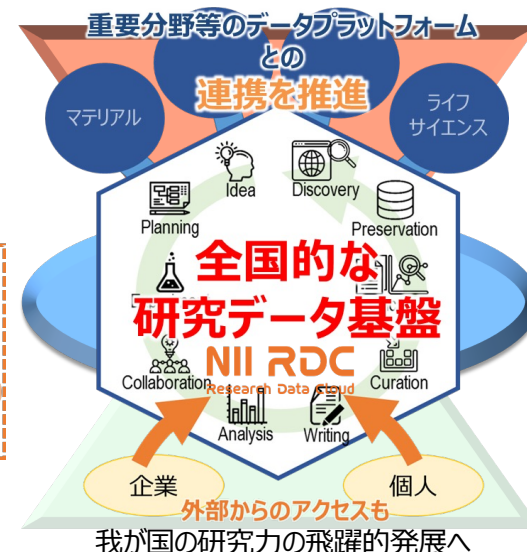 重要分野等のデータプラットフォーム
との
連携を推進
マテリアル
ライフ
サイエンス
Idea
Discovery
Planning
Preservation
全国的な
研究データ基盤
NII RDC
Research Data Cloud
Collaboration
Curation
Analysis
Writing
企業
個人
外部からのアクセスも
我が国の研究力の飛躍的発展へ